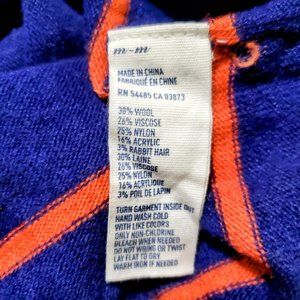 m~m
MADE IN CHINA
FABRIQUÉ EN CHINE
RN 54485 CA 03873
30% WOOL
26% VISCOSE
25% NYLON
16% ACRYLIC
3% RABBIT HAIR
30% LAINE
26% VISCOSE
25% NYLON
16% ACRYLIQUE
3% POIL DE LAPIN
TURN GARMENT INSIDE OUT
HAND WASH COLD
WITH LIKE COLORS
ONLY NON-CHLORINE
BLEACH WHEN NEEDED
DO NOT WRING OR TWIST
LAY FLAT TO DRY
WARM IRON IF NEEDED